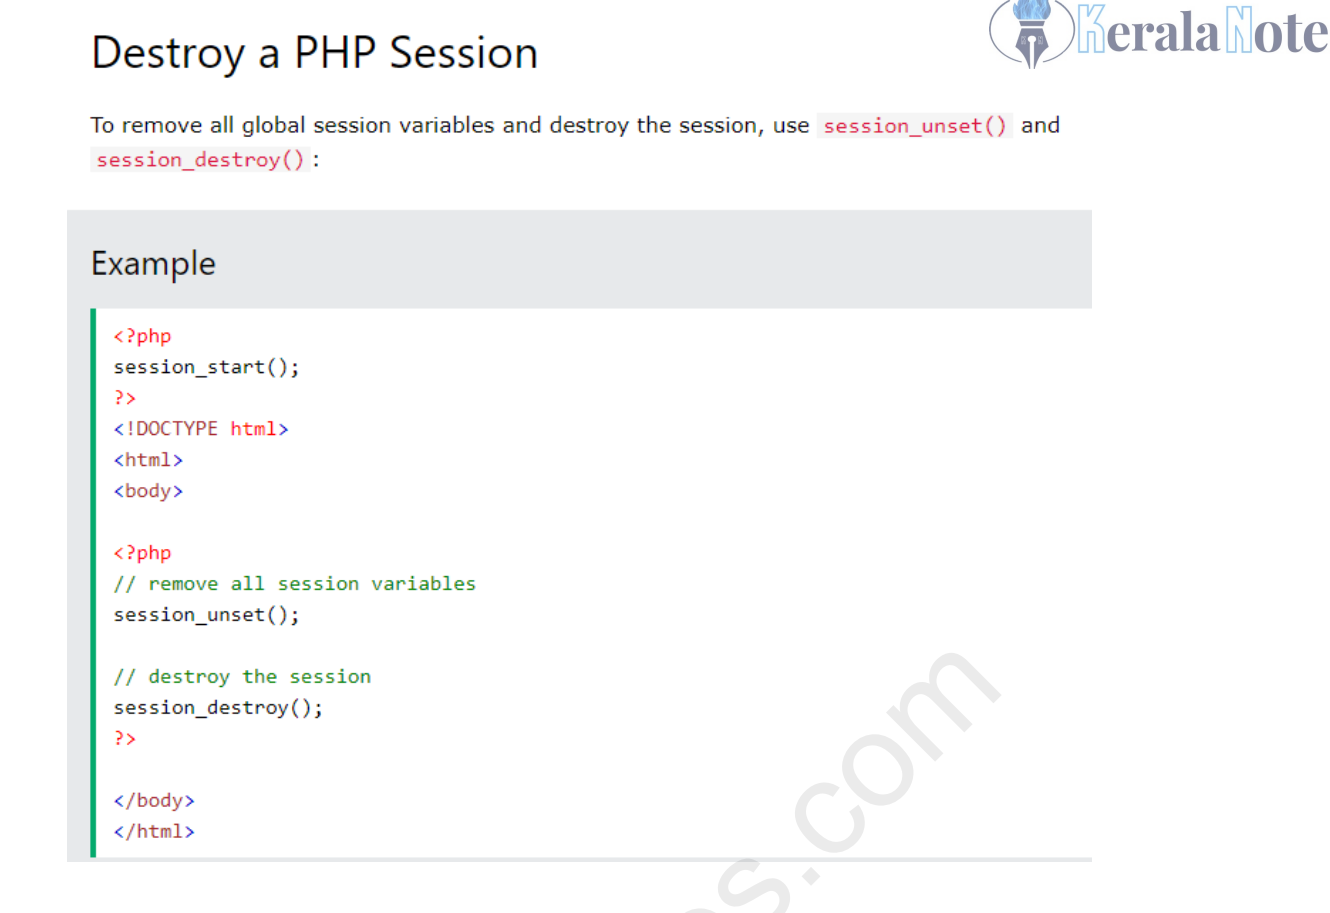 KeralaNote
Destroy a PHP Session
To remove all global session variables and destroy the session, use session_unset() and
session_destroy():
Example
<?php
session_start();
?>
<!DOCTYPE html>
<html>
<body>
<?php
// remove all session variables
session_unset();
// destroy the session
session_destroy();
?>
</body>
</html>
s.com